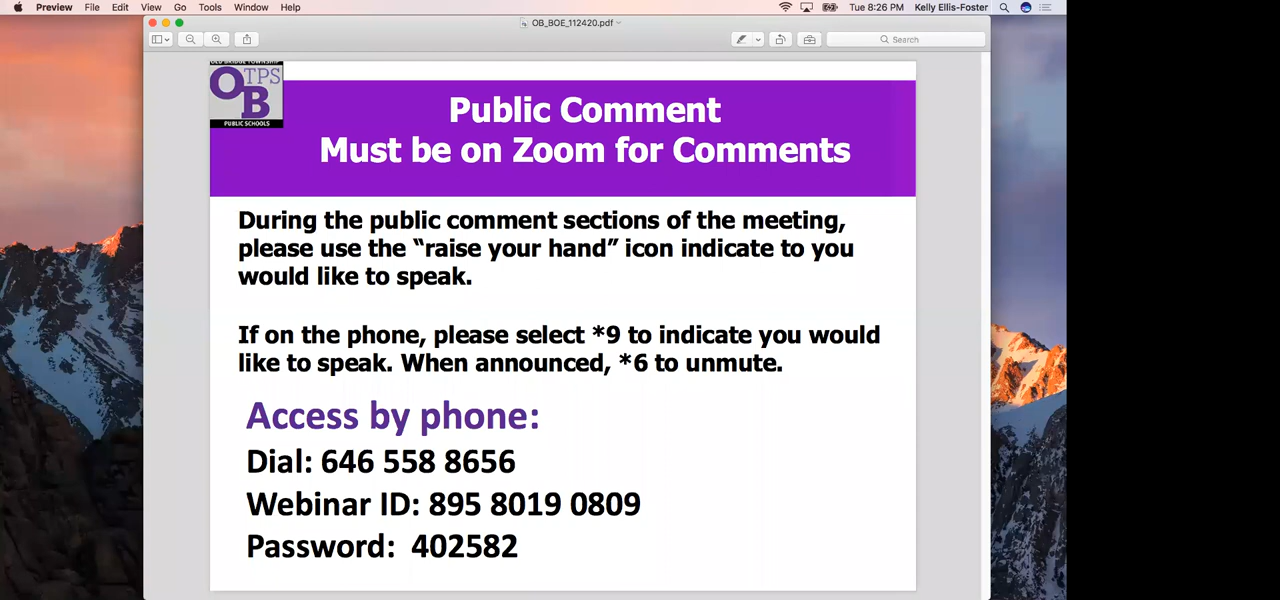 Preview File Edit View Go Tools Window Help Tue 8:26 PM Kelly Ellis-Foster
OB_BOE_112420.pdf
Search
OLD BRIDGE TOWNSHIP
OTPS
B
PUBLIC SCHOOLS
Public Comment
Must be on Zoom for Comments
During the public comment sections of the meeting,
please use the “raise your hand” icon indicate to you
would like to speak.
If on the phone, please select *9 to indicate you would
like to speak. When announced, *6 to unmute.
Access by phone:
Dial: 646 558 8656
Webinar ID: 895 8019 0809
Password: 402582